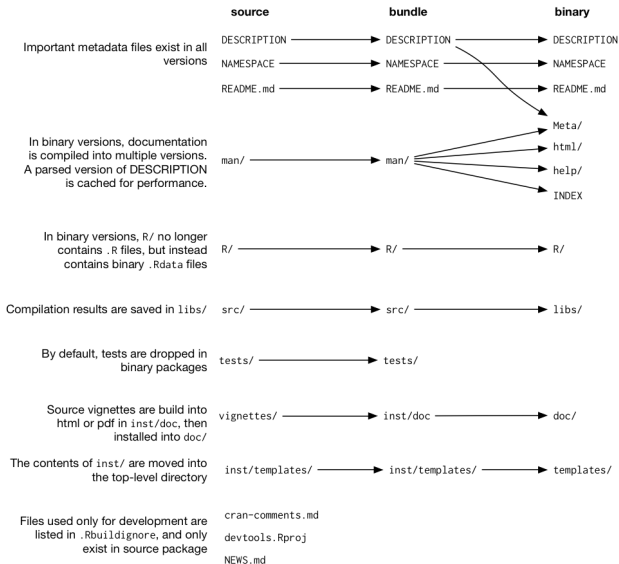 source bundle binary
Important metadata files exist in all
versions
DESCRIPTION DESCRIPTION DESCRIPTION
NAMESPACE NAMESPACE NAMESPACE
README.md README.md README.md
In binary versions, documentation
is compiled into multiple versions.
A parsed version of DESCRIPTION
is cached for performance.
man/ man/
Meta/
html/
help/
INDEX
In binary versions, R/ no longer
contains .R files, but instead
contains binary .Rdata files
R/ R/ R/
Compilation results are saved in libs/
src/ src/ libs/
By default, tests are dropped in
binary packages
tests/ tests/
Source vignettes are build into
html or pdf in inst/doc, then
installed into doc/
vignettes/ inst/doc doc/
The contents of inst/ are moved into
the top-level directory
inst/templates/ inst/templates/ templates/
Files used only for development are
listed in .Rbuildignore, and only
exist in source package
cran-comments.md
devtools.Rproj
NEWS.md